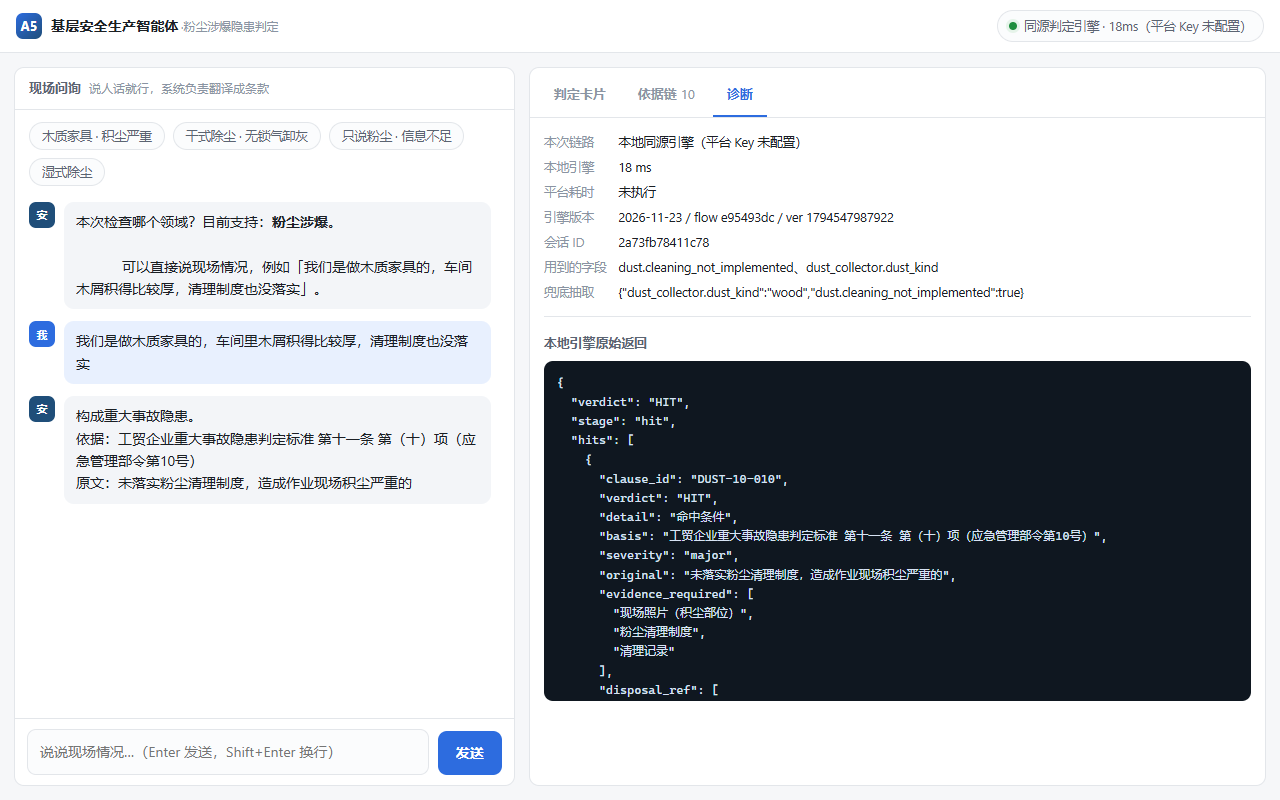 A5 基层安全生产智能体 ·粉尘涉爆隐患判定
同源判定引擎 · 18ms（平台 Key 未配置）
现场问询 说人话就行，系统负责翻译成条款
木质家具 · 积尘严重
干式除尘 · 无锁气卸灰
只说粉尘 · 信息不足
湿式除尘
安
本次检查哪个领域？目前支持：粉尘涉爆。
可以直接说现场情况，例如「我们是做木质家具的，车间
木屑积得比较厚，清理制度也没落实」。
我
我们是做木质家具的，车间里木屑积得比较厚，清理制度也没落
实
安
构成重大事故隐患。
依据：工贸企业重大事故隐患判定标准 第十一条 第（十）项（应
急管理部令第10号）
原文：未落实粉尘清理制度，造成作业现场积尘严重的
说说现场情况...（Enter 发送，Shift+Enter 换行）
发送
判定卡片 依据链 10 诊断
本次链路 本地同源引擎（平台 Key 未配置）
本地引擎 18 ms
平台耗时 未执行
引擎版本 2026-11-23 / flow e95493dc / ver 1794547987922
会话 ID 2a73fb78411c78
用到的字段 dust.cleaning_not_implemented、dust_collector.dust_kind
兜底抽取 {"dust_collector.dust_kind":"wood","dust.cleaning_not_implemented":true}
本地引擎原始返回
{
"verdict": "HIT",
"stage": "hit",
"hits": [
{
"clause_id": "DUST-10-010",
"verdict": "HIT",
"detail": "命中条件",
"basis": "工贸企业重大事故隐患判定标准 第十一条 第（十）项（应急管理部令第10号）",
"severity": "major",
"original": "未落实粉尘清理制度，造成作业现场积尘严重的",
"evidence_required": [
"现场照片（积尘部位）",
"粉尘清理制度",
"清理记录"
],
"disposal_ref": [